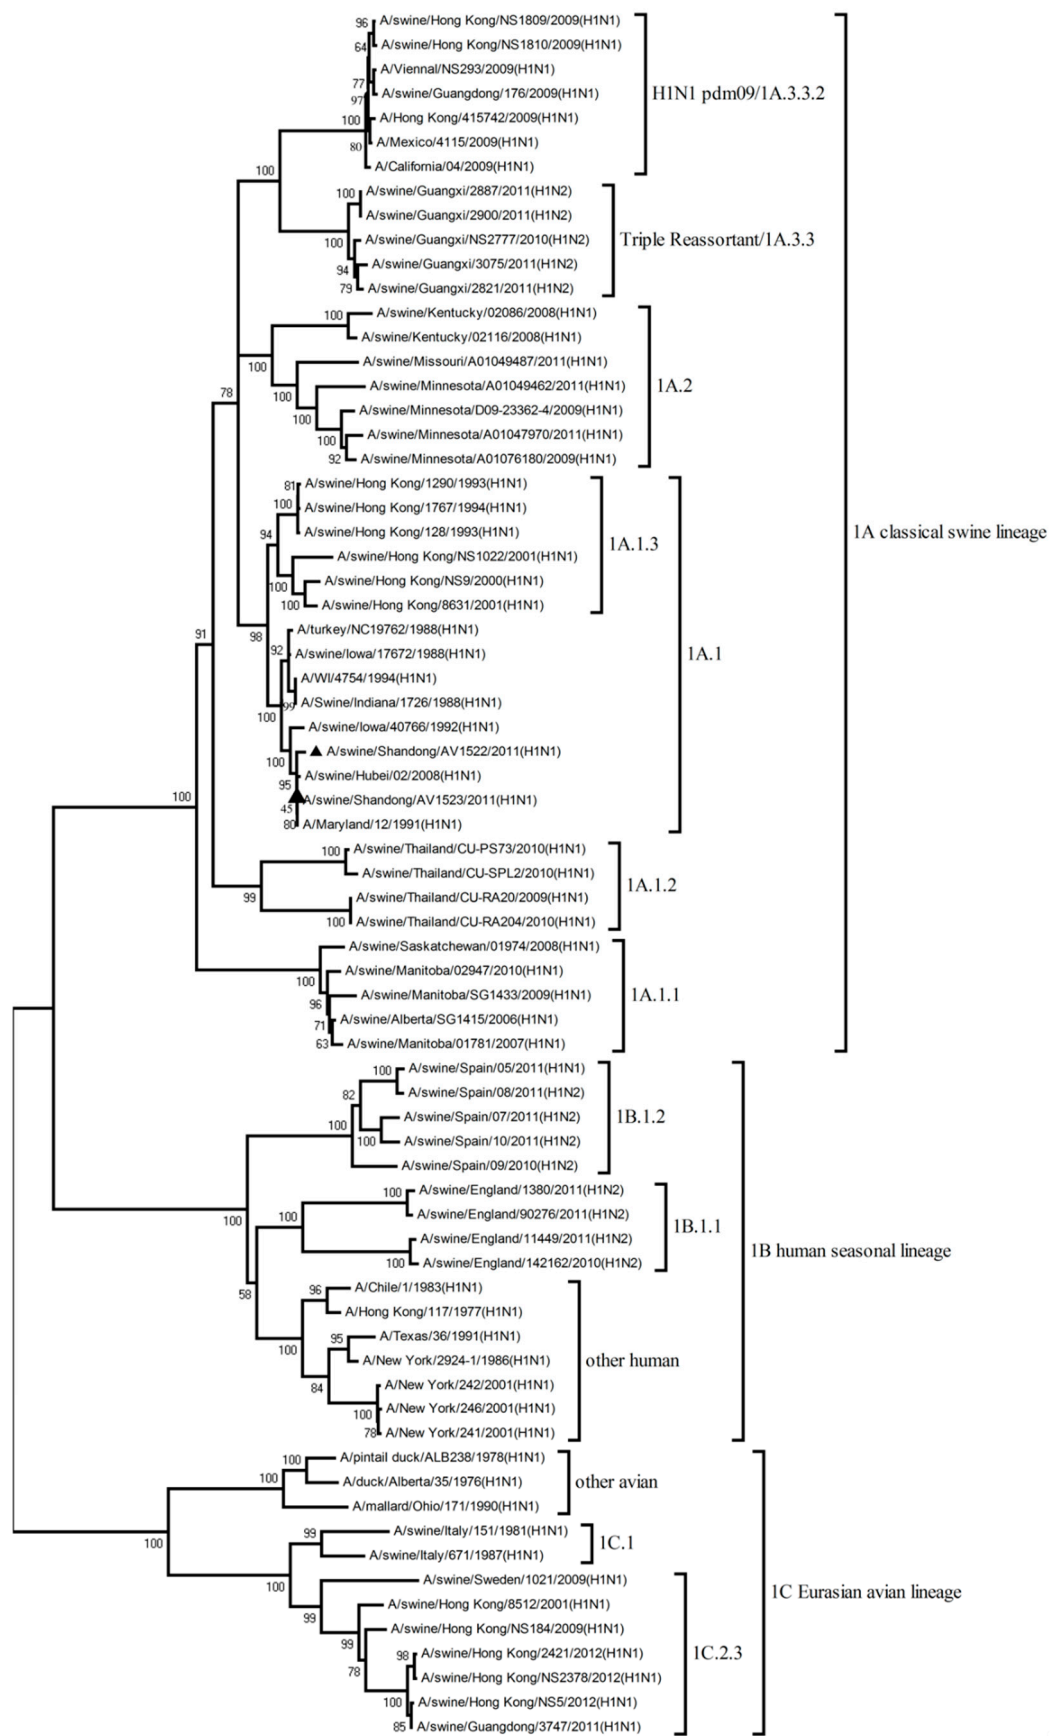 96
A/swine/Hong Kong/NS1809/2009(H1N1)
64
A/swine/Hong Kong/NS1810/2009(H1N1)
A/Viennal/NS293/2009(H1N1)
77
A/swine/Guangdong/176/2009(H1N1)
97
H1N1 pdm09/1A.3.3.2
A/Hong Kong/415742/2009(H1N1)
100
A/Mexico/4115/2009(H1N1)
80
A/California/04/2009(H1N1)
100
A/swine/Guangxi/2887/2011(H1N2)
100
A/swine/Guangxi/2900/2011(H1N2)
A/swine/Guangxi/NS2777/2010(H1N2)
100
Triple Reassortant/1A.3.3
A/swine/Guangxi/3075/2011(H1N2)
94
A/swine/Guangxi/2821/2011(H1N2)
79
A/swine/Kentucky/02086/2008(H1N1)
100
A/swine/Kentucky/02116/2008(H1N1)
A/swine/Missouri/A01049487/2011(H1N1)
100
A/swine/Minnesota/A01049462/2011(H1N1)
100
1A.2
78
A/swine/Minnesota/D09-23362-4/2009(H1N1)
100
A/swine/Minnesota/A01047970/2011(H1N1)
100
A/swine/Minnesota/A01076180/2009(H1N1)
92
A/swine/Hong Kong/1290/1993(H1N1)
81
A/swine/Hong Kong/1767/1994(H1N1)
100
A/swine/Hong Kong/128/1993(H1N1)
94
1A.1.3
1A classical swine lineage
A/swine/Hong Kong/NS1022/2001(H1N1)
A/swine/Hong Kong/NS9/2000(H1N1)
100
A/swine/Hong Kong/8631/2001(H1N1)
100
A/turkey/NC19762/1988(H1N1)
91
98
A/swine/Iowa/17672/1988(H1N1)
92
1A.1
A/WI/4754/1994(H1N1)
A/Swine/Indiana/1726/1988(H1N1)
99
100
A/swine/Iowa/40766/1992(H1N1)
A/swine/Shandong/AV1522/2011(H1N1)
100
A/swine/Hubei/02/2008(H1N1)
95
A/swine/Shandong/AV1523/2011(H1N1)
100
45
A/Maryland/12/1991(H1N1)
80
A/swine/Thailand/CU-PS73/2010(H1N1)
100
A/swine/Thailand/CU-SPL2/2010(H1N1)
1A.1.2
A/swine/Thailand/CU-RA20/2009(H1N1)
99
A/swine/Thailand/CU-RA204/2010(H1N1)
100
A/swine/Saskatchewan/01974/2008(H1N1)
A/swine/Manitoba/02947/2010(H1N1)
100
A/swine/Manitoba/SG1433/2009(H1N1)
1A.1.1
96
A/swine/Alberta/SG1415/2006(H1N1)
71
A/swine/Manitoba/01781/2007(H1N1)
63
A/swine/Spain/05/2011(H1N1)
100
A/swine/Spain/08/2011(H1N2)
82
A/swine/Spain/07/2011(H1N2)
1B.1.2
100
A/swine/Spain/10/2011(H1N2)
100
A/swine/Spain/09/2010(H1N2)
A/swine/England/1380/2011(H1N2)
100
A/swine/England/90276/2011(H1N2)
100
100
1B.1.1
A/swine/England/11449/2011(H1N2)
A/swine/England/142162/2010(H1N2)
100
1B human seasonal lineage
A/Chile/1/1983(H1N1)
96
58
A/Hong Kong/117/1977(H1N1)
A/Texas/36/1991(H1N1)
95
100
A/New York/2924-1/1986(H1N1)
other human
A/New York/242/2001(H1N1)
84
A/New York/246/2001(H1N1)
100
A/New York/241/2001(H1N1)
78
A/pintail duck/ALB238/1978(H1N1)
100
A/duck/Alberta/35/1976(H1N1)
100
other avian
A/mallard/Ohio/171/1990(H1N1)
A/swine/Italy/151/1981(H1N1)
99
100
1C.1
A/swine/Italy/671/1987(H1N1)
100
A/swine/Sweden/1021/2009(H1N1)
1C Eurasian avian lineage
A/swine/Hong Kong/8512/2001(H1N1)
99
A/swine/Hong Kong/NS184/2009(H1N1)
99
A/swine/Hong Kong/2421/2012(H1N1)
98
1C.2.3
78
A/swine/Hong Kong/NS2378/2012(H1N1)
A/swine/Hong Kong/NS5/2012(H1N1)
100
A/swine/Guangdong/3747/2011(H1N1)
85